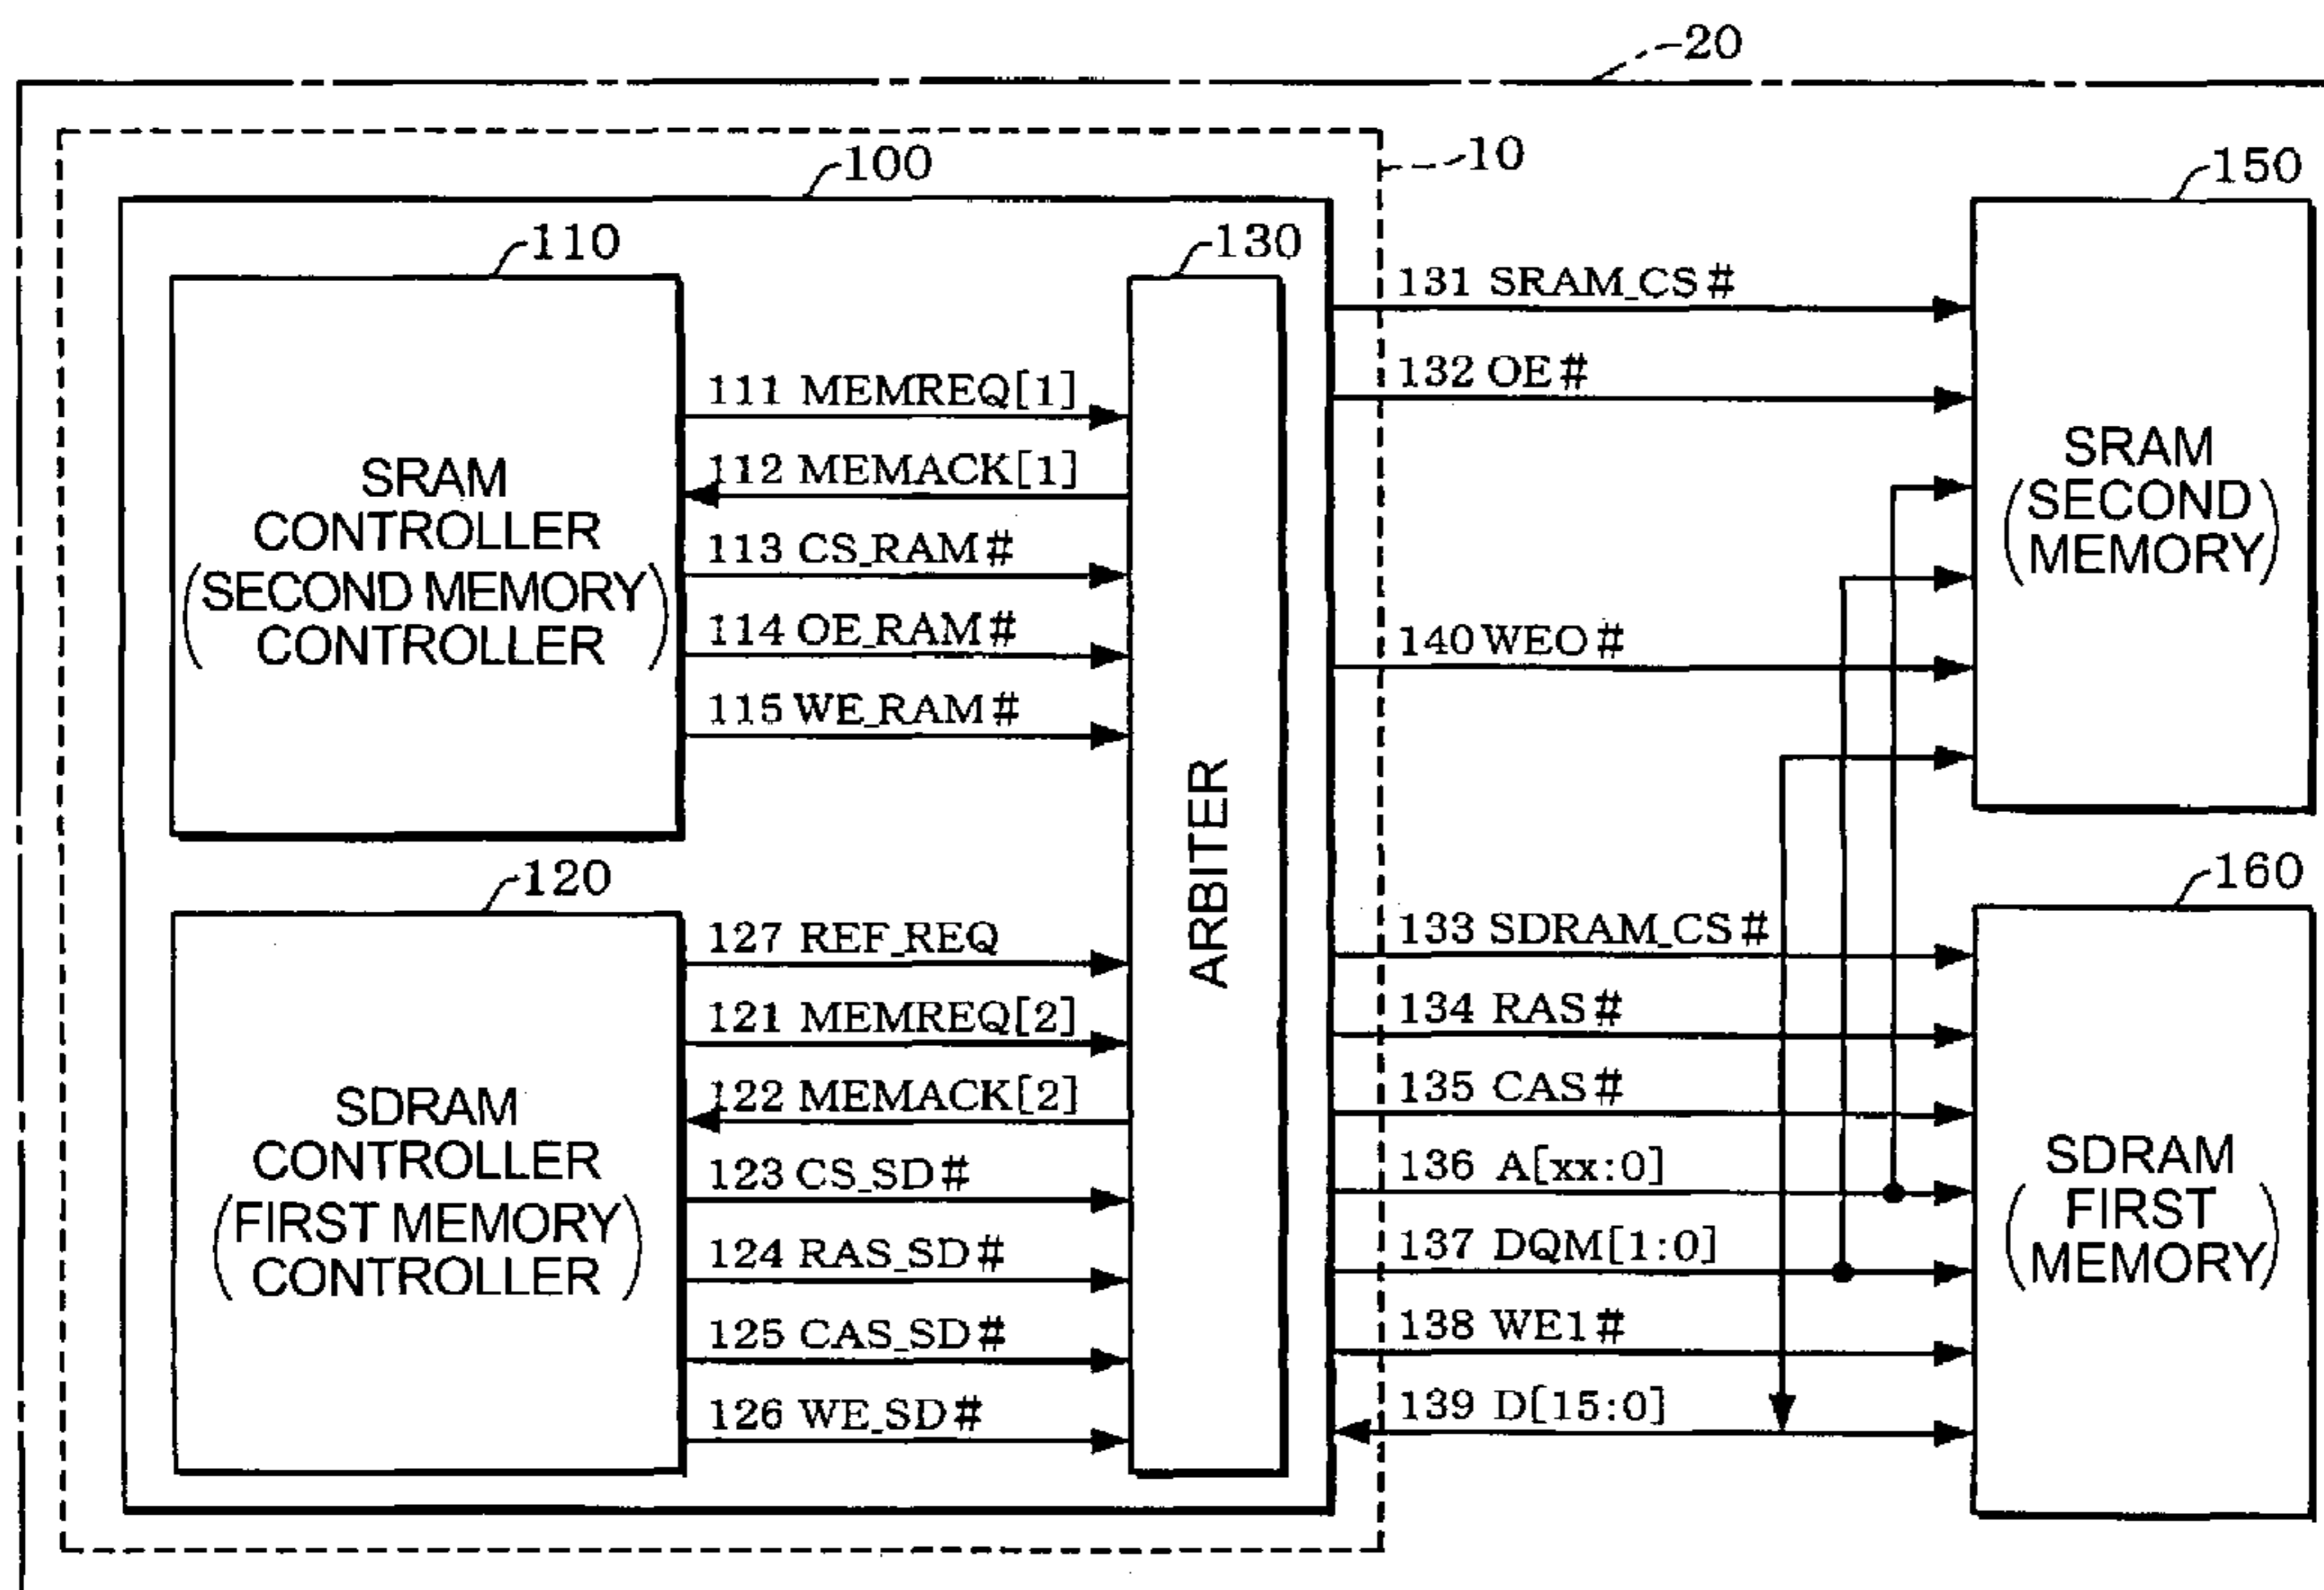 20
10
100
150
110
130
131 SRAM_CS#
132 OE#
111 MEMREQ[1]
112 MEMACK[1]
113 CS_RAM#
114 OE_RAM#
115 WE_RAM#
SRAM
CONTROLLER
(SECOND MEMORY
CONTROLLER)
SRAM
(SECOND
MEMORY)
140 WEO#
ARBITER
120
160
127 REF_REQ
121 MEMREQ[2]
122 MEMACK[2]
123 CS_SD#
124 RAS_SD#
125 CAS_SD#
126 WE_SD#
SDRAM
CONTROLLER
(FIRST MEMORY
CONTROLLER)
133 SDRAM_CS#
134 RAS#
135 CAS#
136 A[xx:0]
137 DQM[1:0]
138 WE1#
139 D[15:0]
SDRAM
(FIRST
MEMORY)